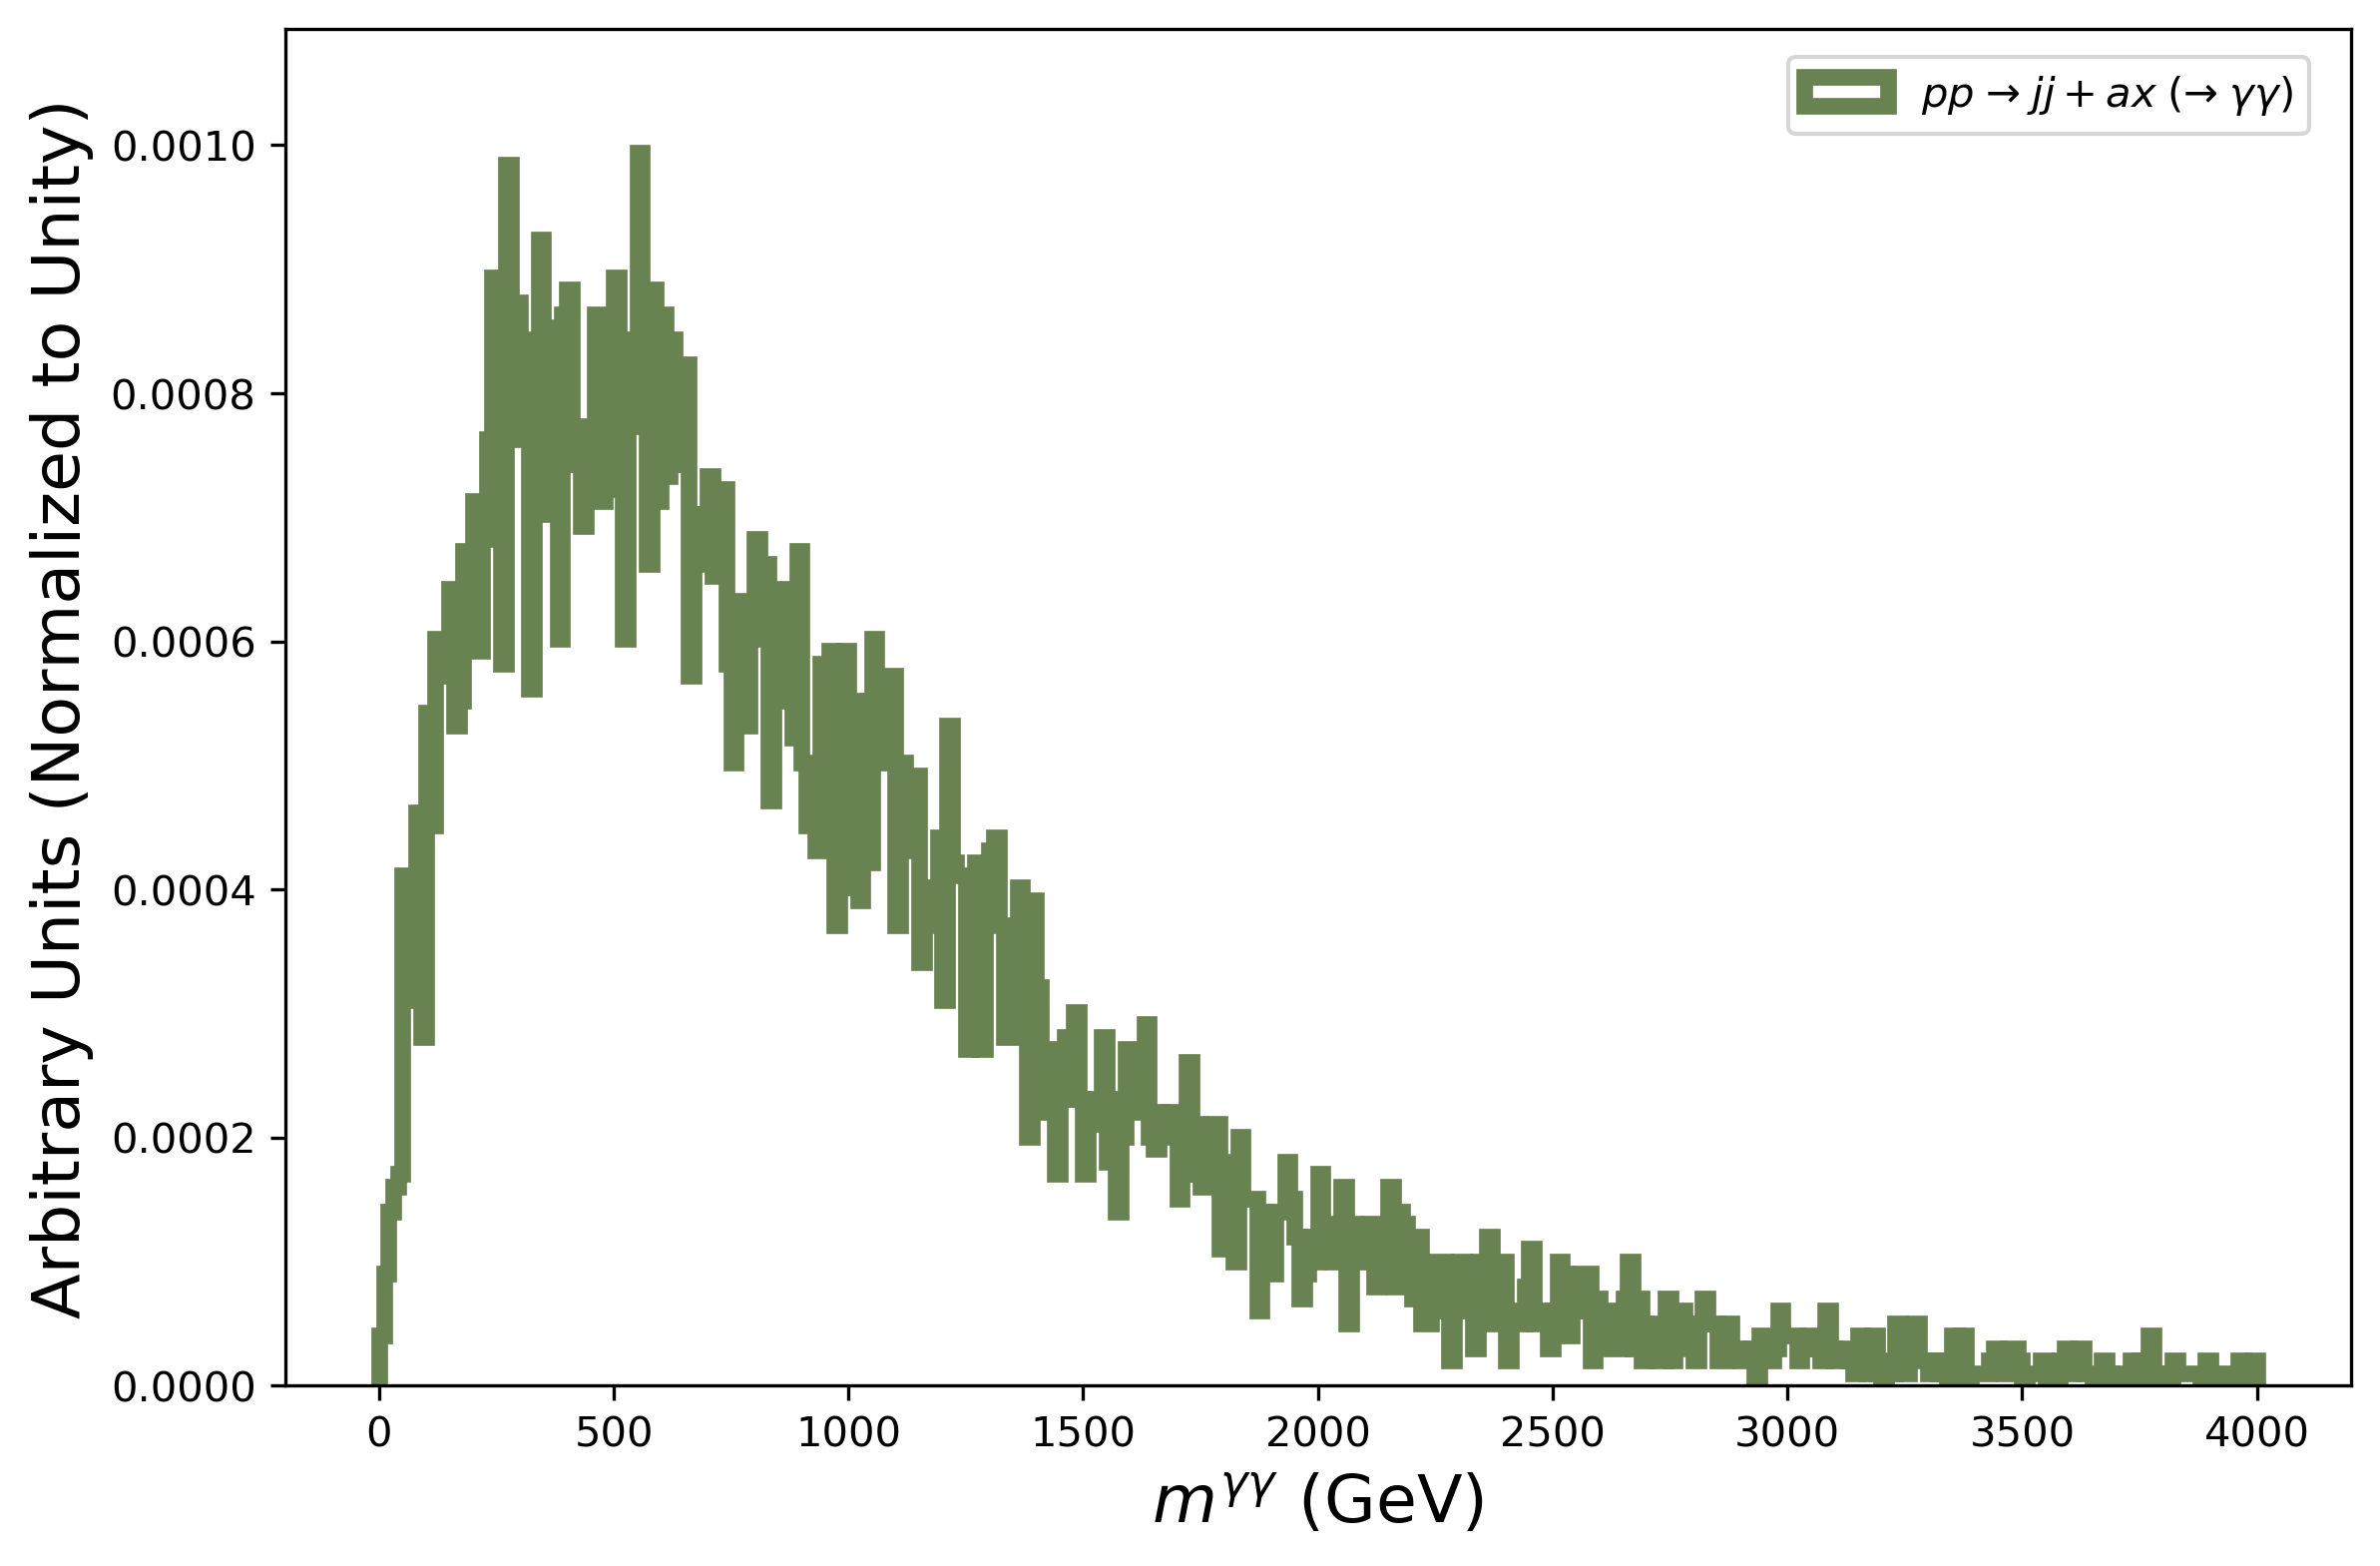 Arbitrary Units (Normalized to Unity)
0.0010
0.0008
0.0006
0.0004
0.0002
0.0000
pp → jj + ax (→ γγ)
0 500 1000 1500 2000 2500 3000 3500 4000
m^{γγ} (GeV)